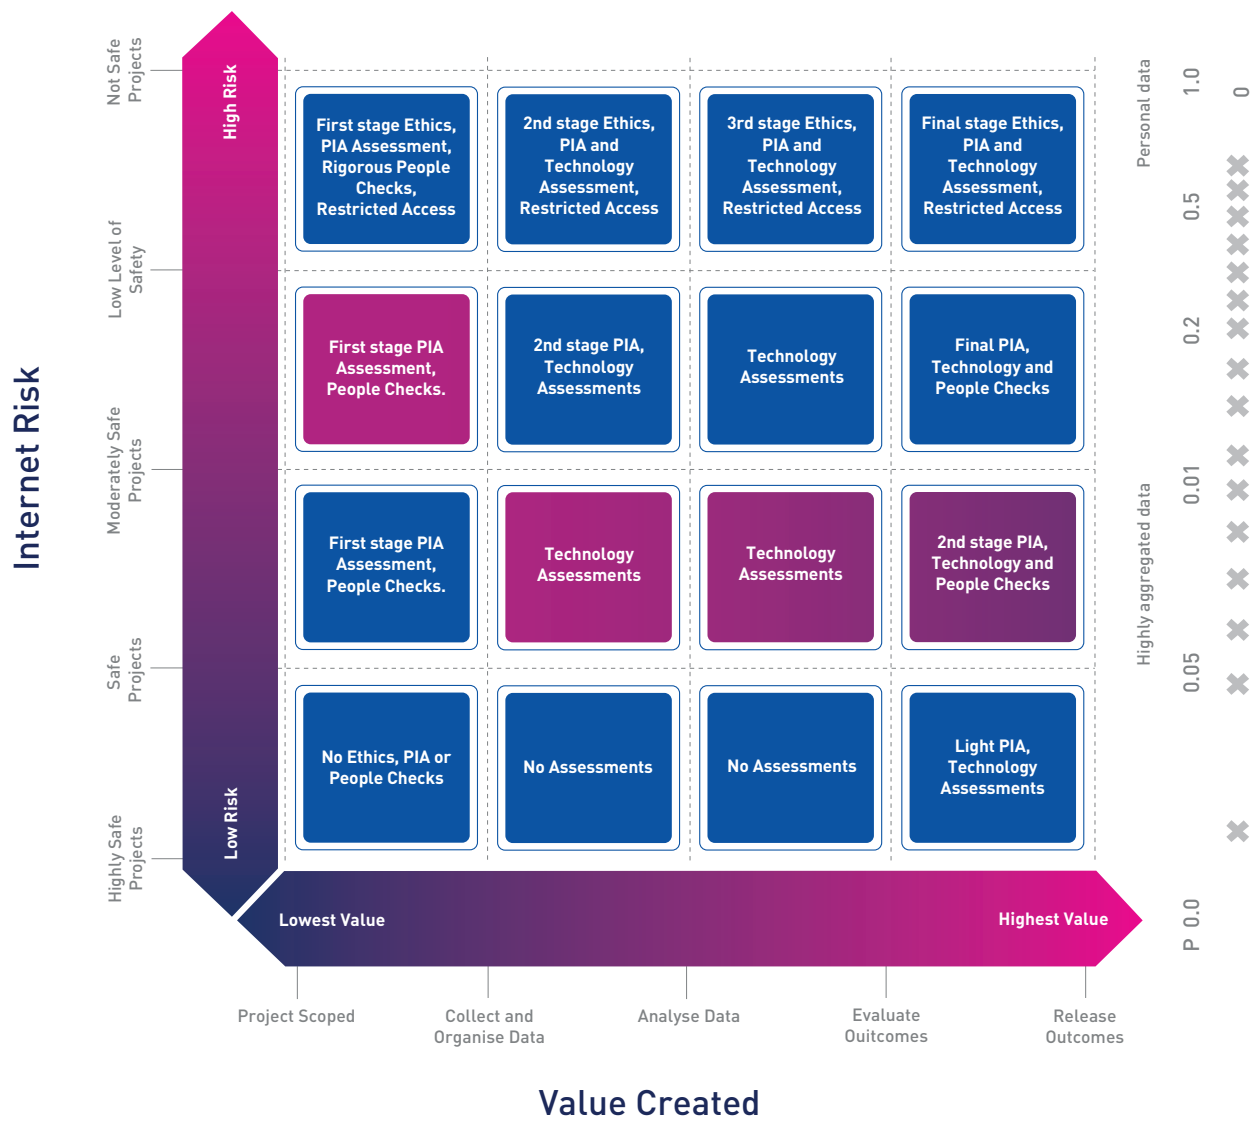 Internet Risk
Not Safe
Projects
Low Level of
Safety
Moderately Safe
Projects
Safe
Projects
Highly Safe
Projects
High Risk
Low Risk
First stage Ethics,
PIA Assessment,
Rigorous People
Checks,
Restricted Access
2nd stage Ethics,
PIA and
Technology
Assessment,
Restricted Access
3rd stage Ethics,
PIA and
Technology
Assessment,
Restricted Access
Final stage Ethics,
PIA and
Technology
Assessment,
Restricted Access
First stage PIA
Assessment,
People Checks.
2nd stage PIA,
Technology
Assessments
Technology
Assessments
Final PIA,
Technology and
People Checks
First stage PIA
Assessment,
People Checks.
Technology
Assessments
Technology
Assessments
2nd stage PIA,
Technology and
People Checks
No Ethics, PIA or
People Checks
No Assessments
No Assessments
Light PIA,
Technology
Assessments
Lowest Value
Highest Value
Project Scoped
Collect and
Organise Data
Analyse Data
Evaluate
Ouitcomes
Release
Outcomes
Value Created
Personal data
Highly aggregated data
1.0
0.5
0.2
0.01
0.05
P 0.0
0